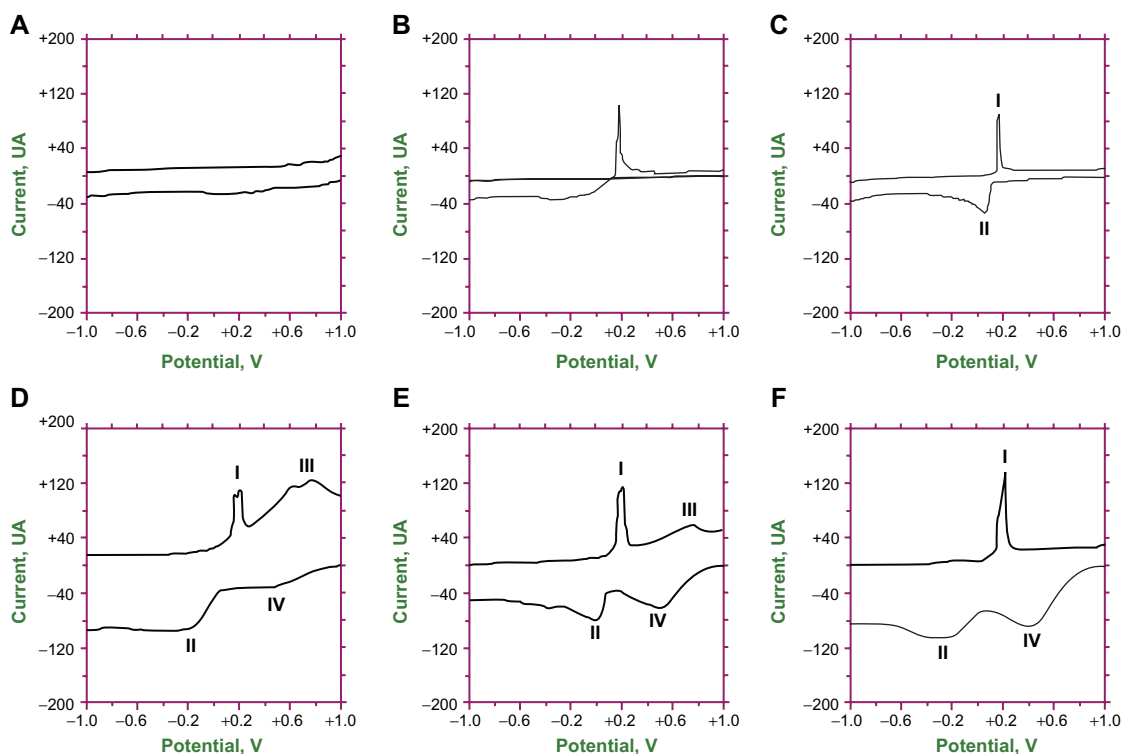 A
+200
+120
+40
−40
−120
−200
Current, UA
−1.0 −0.6 −0.2 +0.2 +0.6 +1.0
Potential, V
B
+200
+120
+40
−40
−120
−200
Current, UA
−1.0 −0.6 −0.2 +0.2 +0.6 +1.0
Potential, V
C
+200
+120
+40
−40
−120
−200
Current, UA
I
II
−1.0 −0.6 +0.2 +0.6 +1.0
Potential, V
D
+200
+120
+40
−40
−120
−200
Current, UA
I
III
IV
II
−1.0 −0.6 −0.2 +0.2 +0.6 +1.0
Potential, V
E
+200
+120
+40
−40
−120
−200
Current, UA
I
III
II
IV
−1.0 −0.6 −0.2 +0.2 +0.6 +1.0
Potential, V
F
+200
+120
+40
−40
−120
−200
Current, UA
I
II
IV
−1.0 −0.6 +0.2 +0.6 +1.0
Potential, V